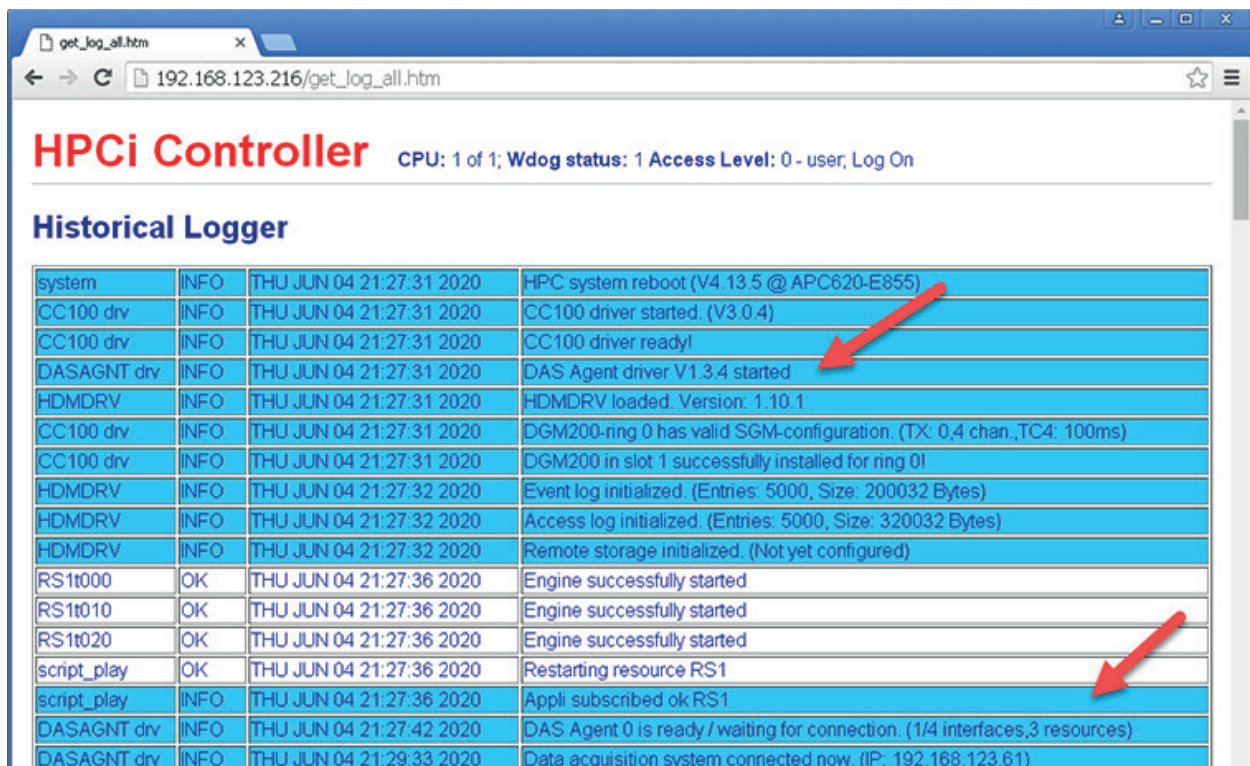 get_log_all.htm
192.168.123.216/get_log_all.htm
HPCi Controller CPU: 1 of 1; Wdog status: 1 Access Level: 0 - user; Log On
Historical Logger
system INFO THU JUN 04 21:27:31 2020 HPC system reboot (V4.13.5 @ APC620-E855)
CC100 drv INFO THU JUN 04 21:27:31 2020 CC100 driver started. (V3.0.4)
CC100 drv INFO THU JUN 04 21:27:31 2020 CC100 driver ready!
DASAGNT drv INFO THU JUN 04 21:27:31 2020 DAS Agent driver V1.3.4 started
HDMDRV INFO THU JUN 04 21:27:31 2020 HDMDRV loaded. Version: 1.10.1
CC100 drv INFO THU JUN 04 21:27:31 2020 DGM200-ring 0 has valid SGM-configuration. (TX: 0,4 chan.,TC4: 100ms)
CC100 drv INFO THU JUN 04 21:27:31 2020 DGM200 in slot 1 successfully installed for ring 0!
HDMDRV INFO THU JUN 04 21:27:32 2020 Event log initialized. (Entries: 5000, Size: 200032 Bytes)
HDMDRV INFO THU JUN 04 21:27:32 2020 Access log initialized. (Entries: 5000, Size: 320032 Bytes)
HDMDRV INFO THU JUN 04 21:27:32 2020 Remote storage initialized. (Not yet configured)
RS1t000 OK THU JUN 04 21:27:36 2020 Engine successfully started
RS1t010 OK THU JUN 04 21:27:36 2020 Engine successfully started
RS1t020 OK THU JUN 04 21:27:36 2020 Engine successfully started
script_play OK THU JUN 04 21:27:36 2020 Restarting resource RS1
script_play INFO THU JUN 04 21:27:36 2020 Appli subscribed ok RS1
DASAGNT drv INFO THU JUN 04 21:27:42 2020 DAS Agent 0 is ready / waiting for connection. (1/4 interfaces,3 resources)
DASAGNT drv INFO THU JUN 04 21:29:33 2020 Data acquisition system connected now. (IP: 192.168.123.61)